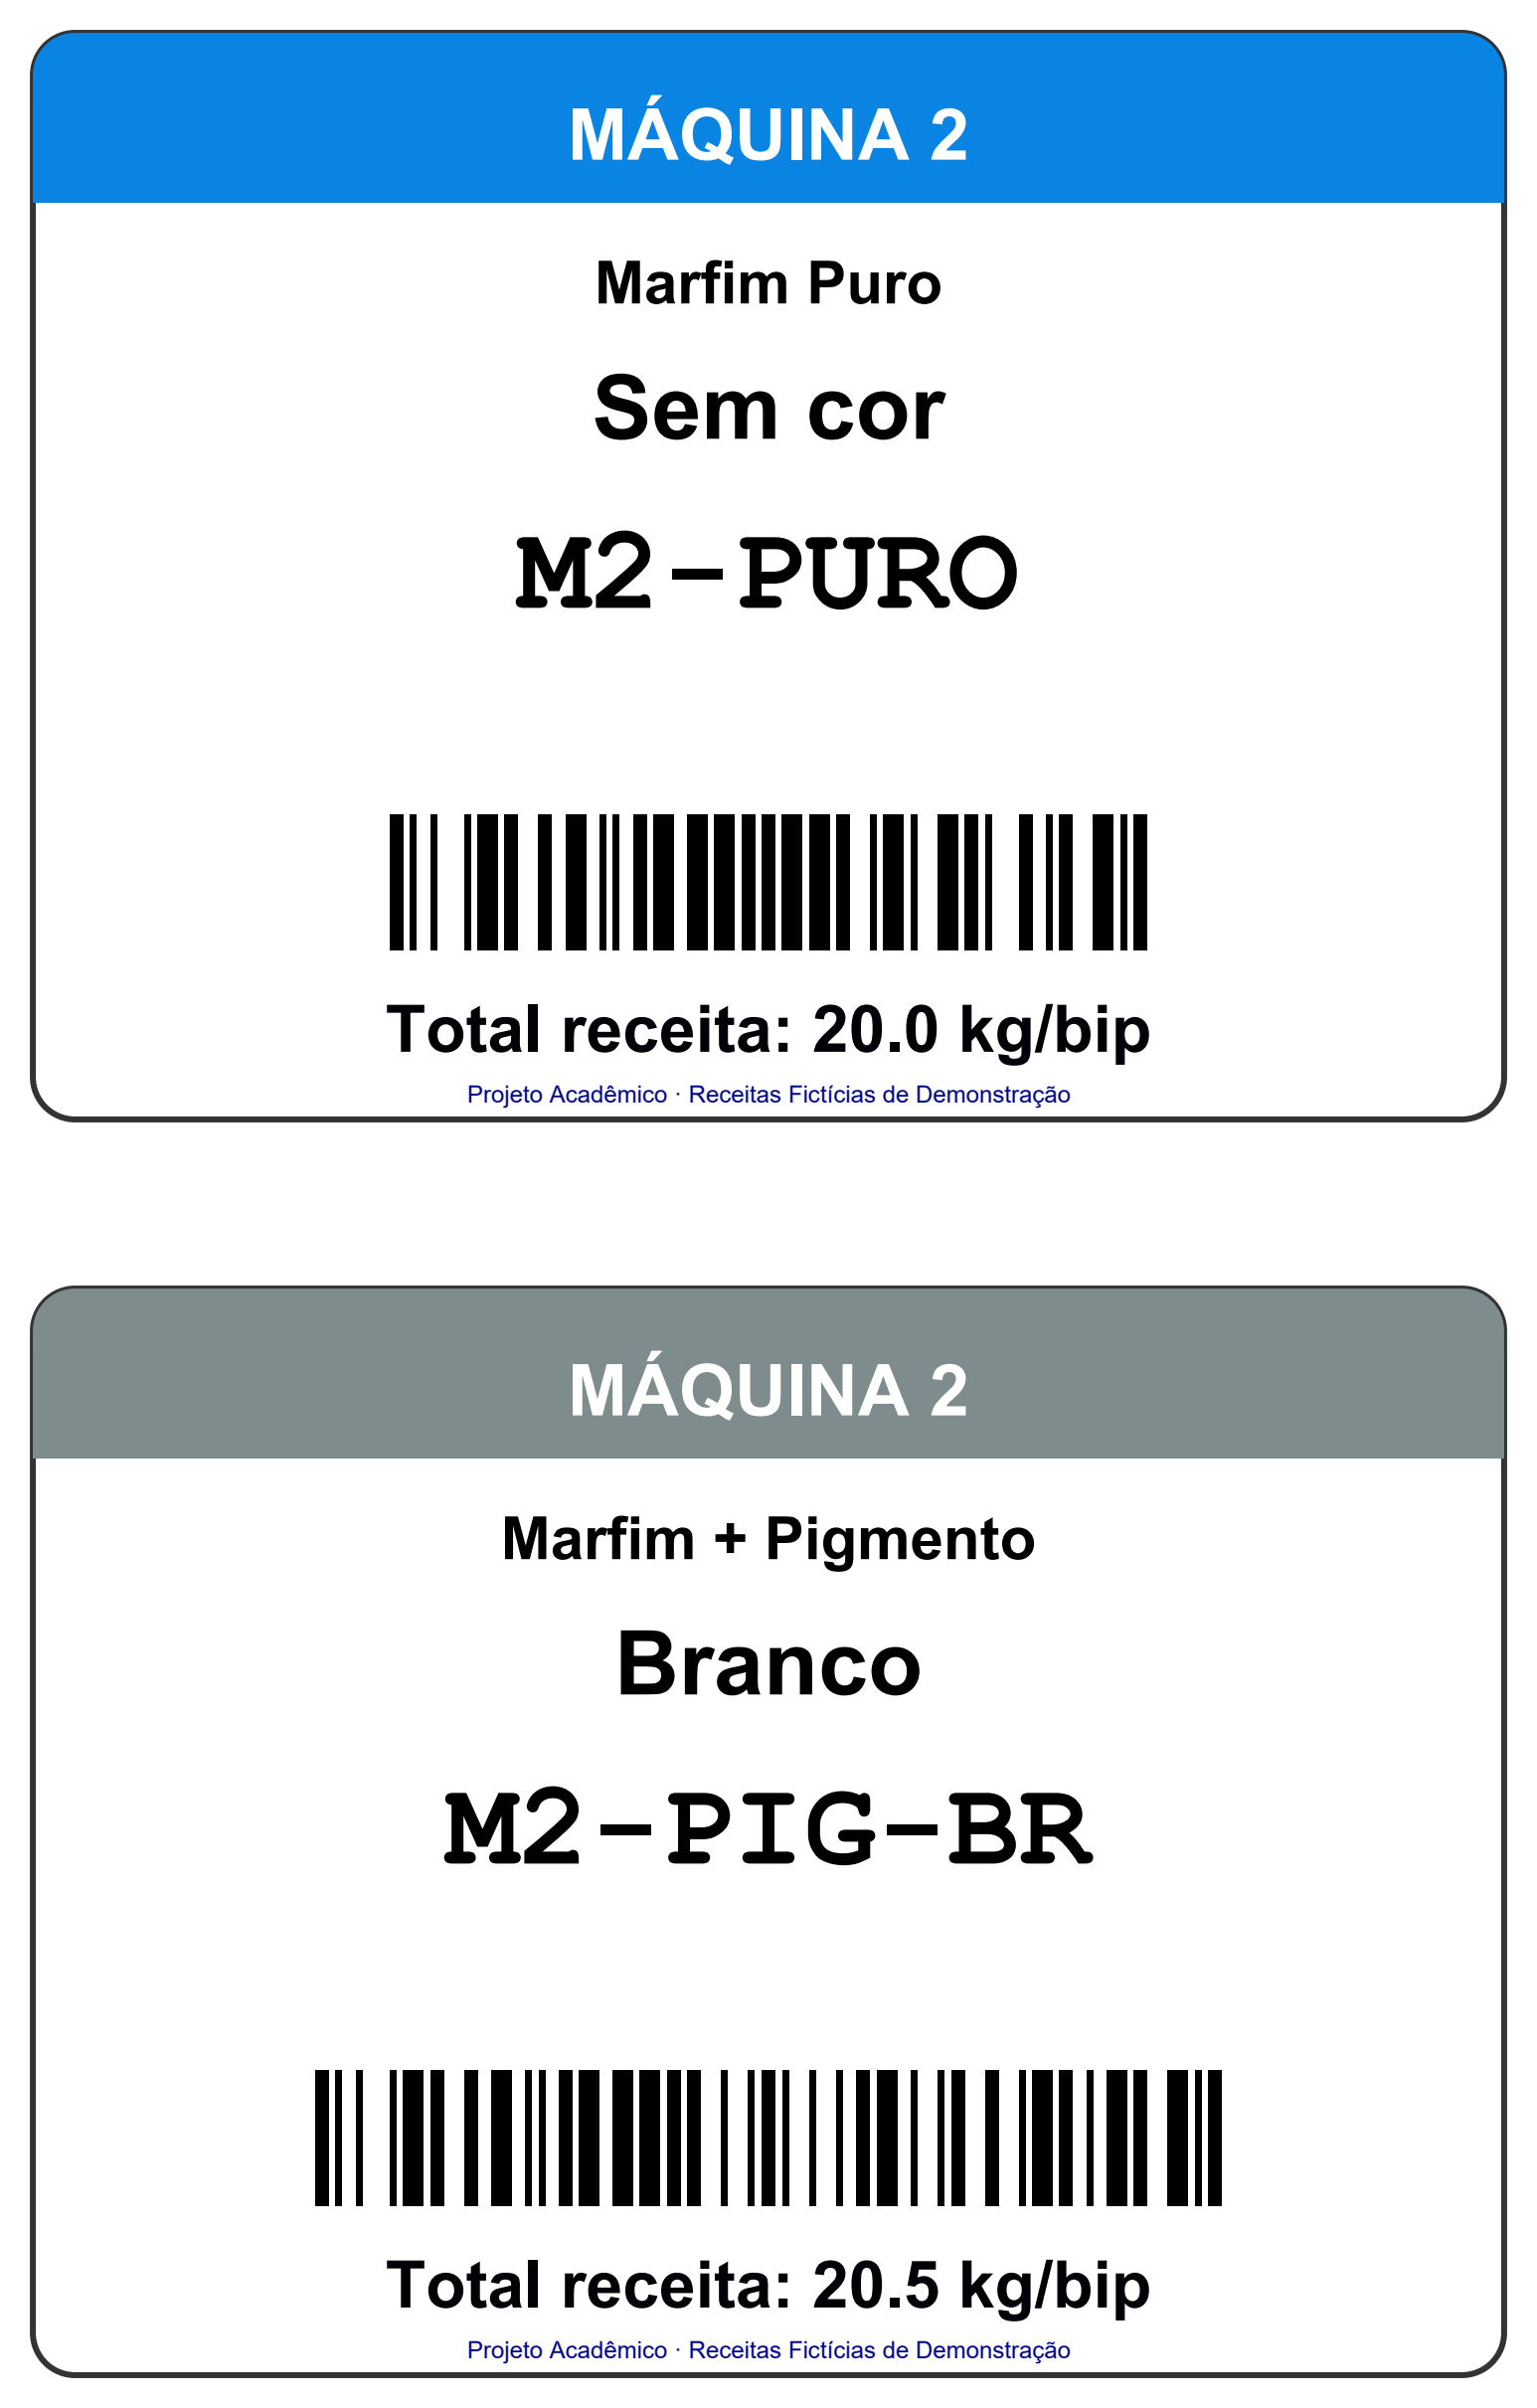 MÁQUINA 2
Marfim Puro
Sem cor
M2-PURO
Total receita: 20.0 kg/bip
Projeto Acadêmico · Receitas Fictícias de Demonstração
MÁQUINA 2
Marfim + Pigmento
Branco
M2-PIG-BR
Total receita: 20.5 kg/bip
Projeto Acadêmico · Receitas Fictícias de Demonstração